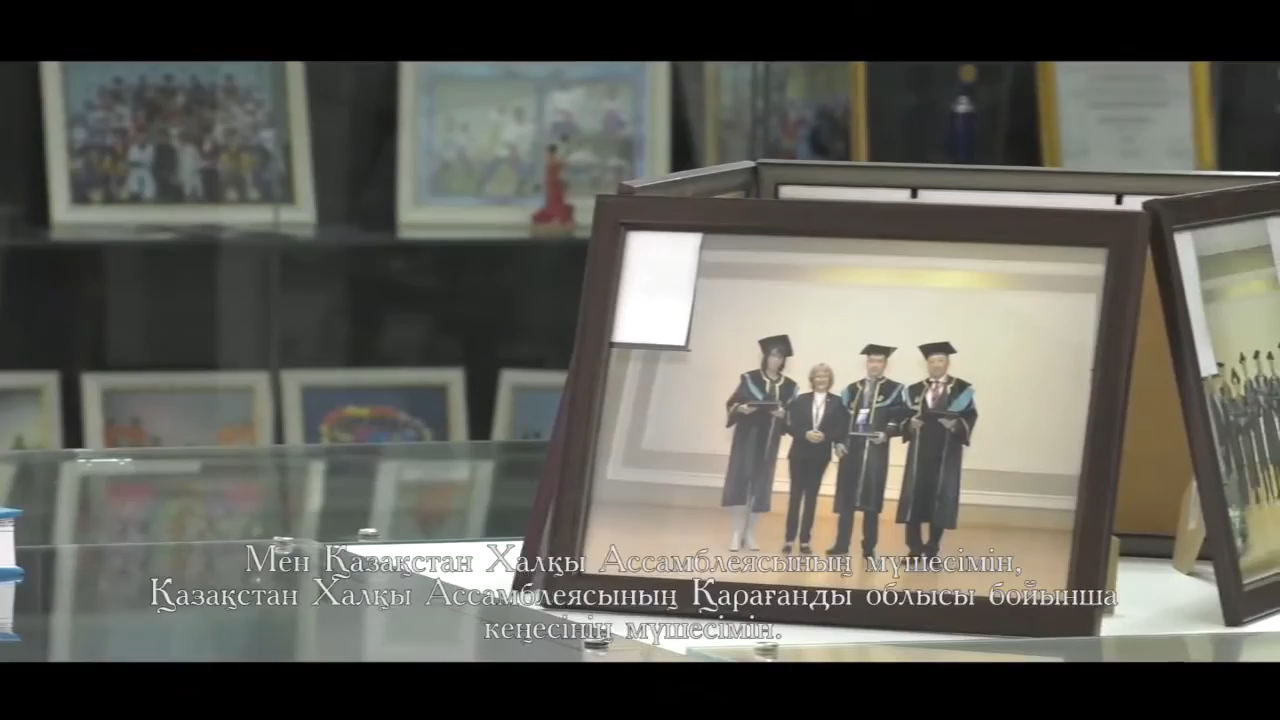 Мен Қазақстан Халқы Ассамблеясының мүшесімін,
Қазақстан Халқы Ассамблеясының Қарағанды облысы бойынша
кеңесінің мүшесімін.